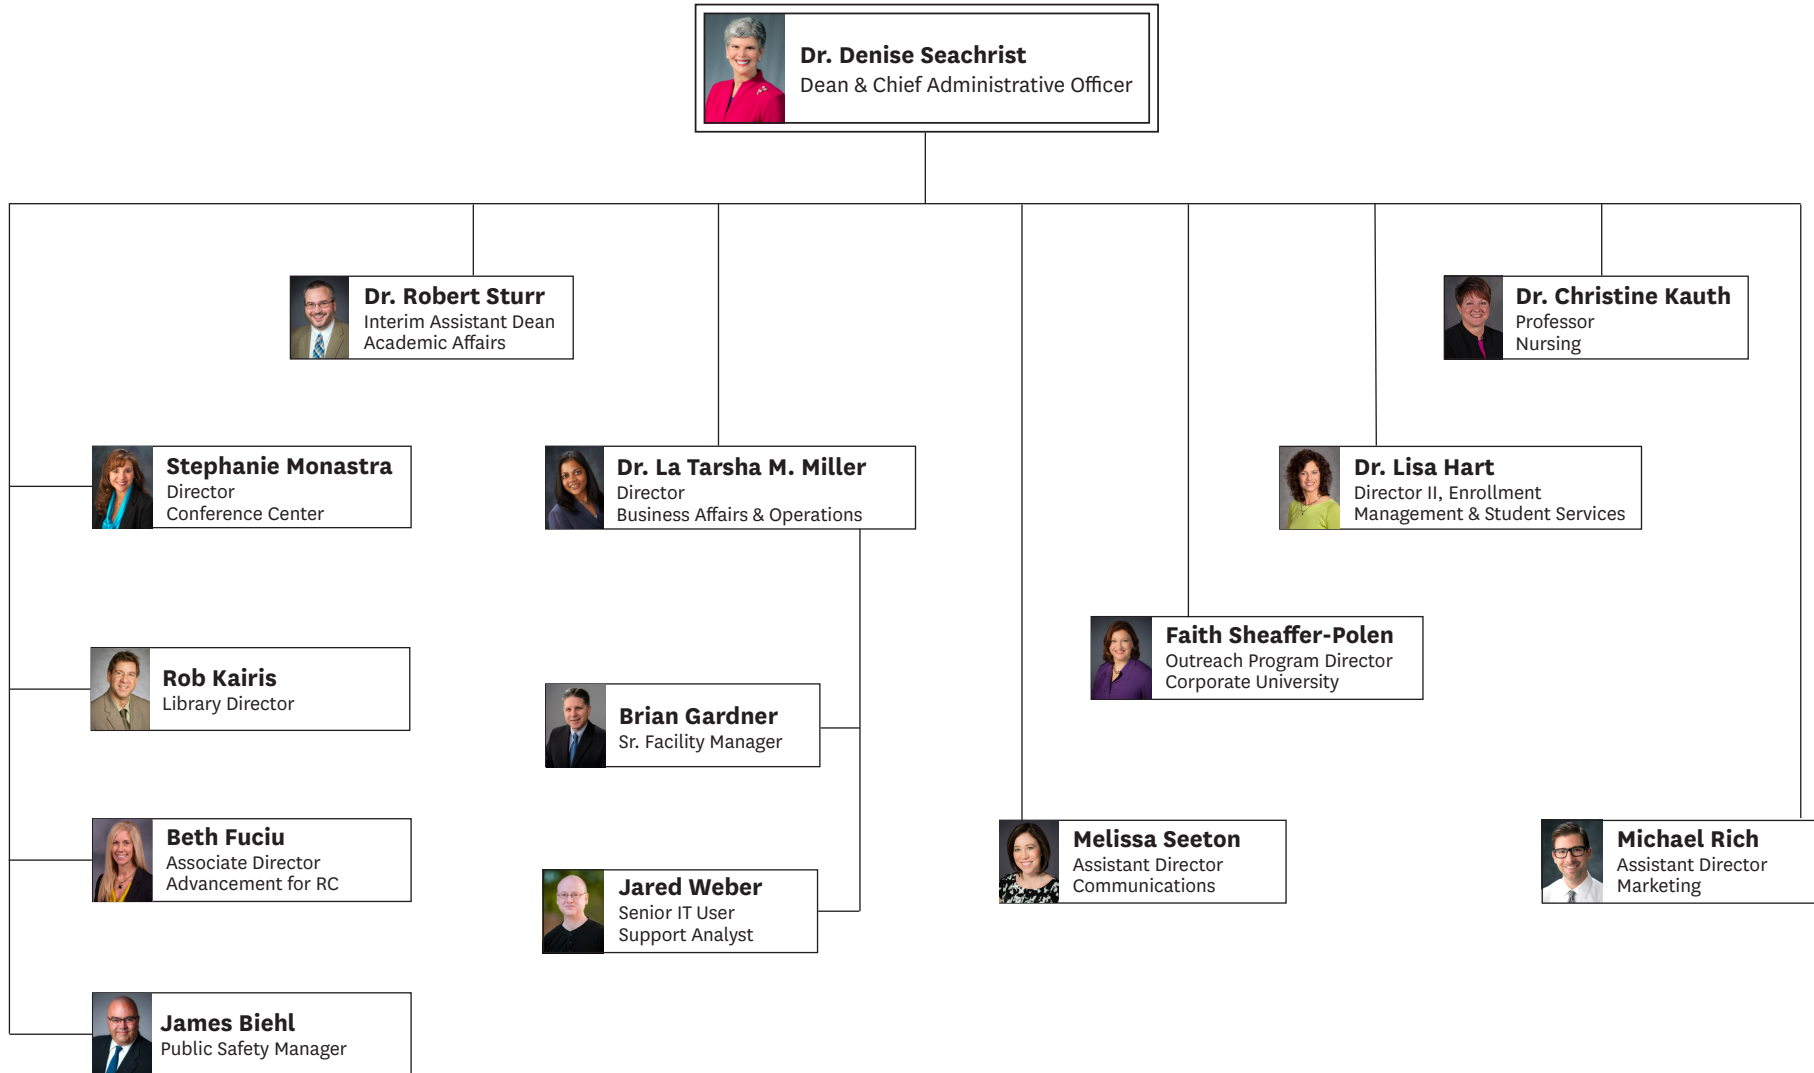 Dr. Denise Seachrist
Dean & Chief Administrative Officer
Dr. Robert Sturr
Interim Assistant Dean
Academic Affairs
Dr. Christine Kauth
Professor
Nursing
Stephanie Monastra
Director
Conference Center
Dr. La Tarsha M. Miller
Director
Business Affairs & Operations
Dr. Lisa Hart
Director II, Enrollment
Management & Student Services
Faith Sheaffer-Polen
Outreach Program Director
Corporate University
Rob Kairis
Library Director
Brian Gardner
Sr. Facility Manager
Beth Fuciu
Associate Director
Advancement for RC
Jared Weber
Senior IT User
Support Analyst
Melissa Seeton
Assistant Director
Communications
Michael Rich
Assistant Director
Marketing
James Biehl
Public Safety Manager